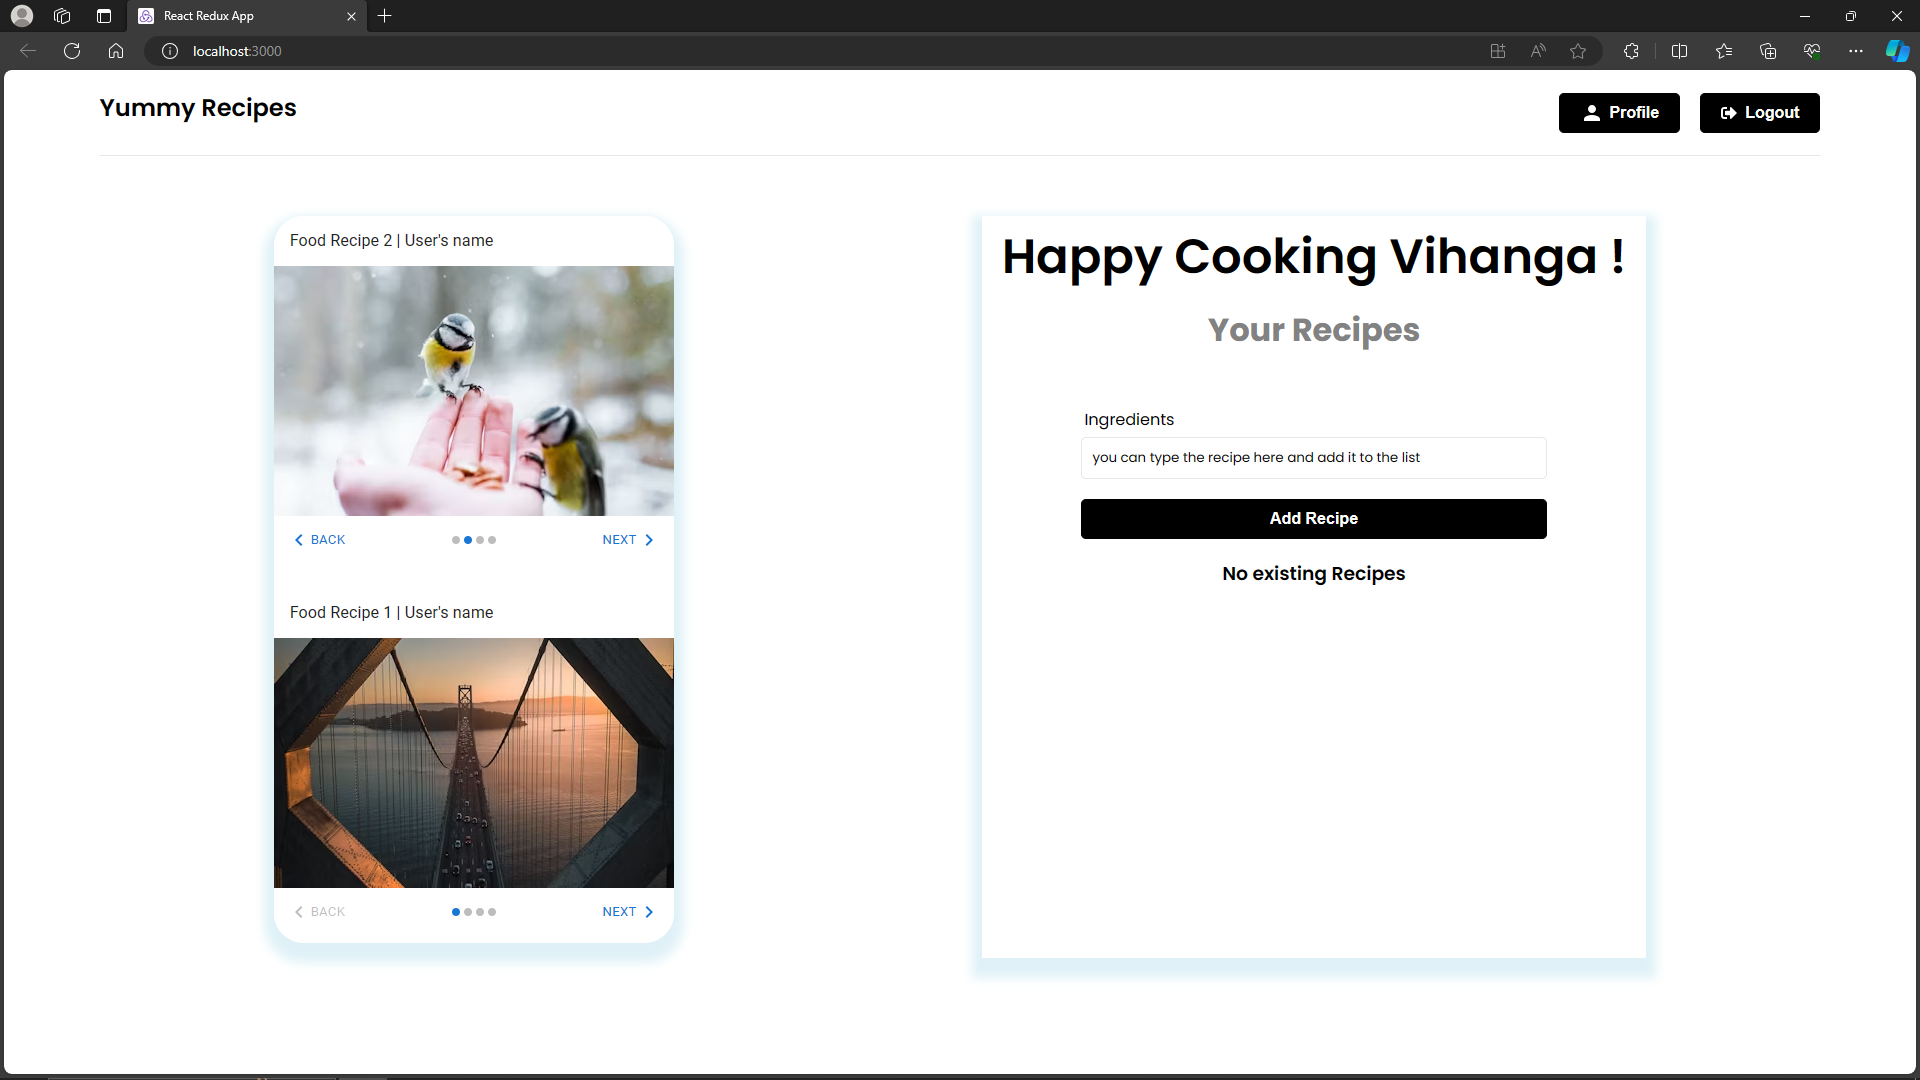 React Redux App
localhost:3000
Yummy Recipes
Profile
Logout
Food Recipe 2 | User's name
BACK
NEXT
Food Recipe 1 | User's name
BACK
NEXT
Happy Cooking Vihanga !
Your Recipes
Ingredients
you can type the recipe here and add it to the list
Add Recipe
No existing Recipes